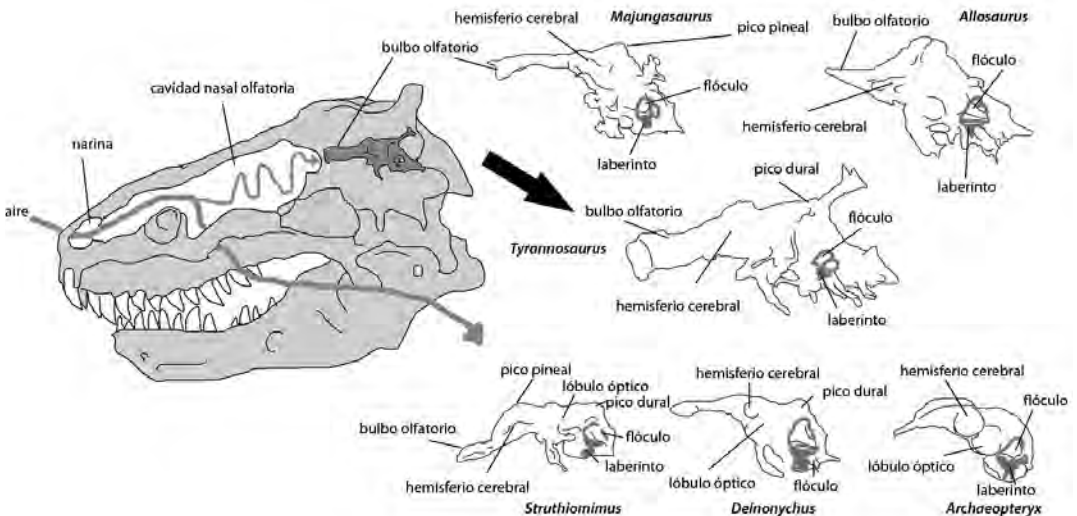 narina
aire
cavidad nasal olfatoria
bulbo olfatorio
hemisferio cerebral
Majungasaurus
pico pineal
flóculo
laberinto
bulbo olfatorio
Allosaurus
flóculo
hemisferio cerebral
laberinto
pico dural
bulbo olfatorio
flóculo
Tyrannosaurus
hemisferio cerebral
laberinto
pico pineal
lóbulo óptico
pico dural
bulbo olfatorio
flóculo
laberinto
hemisferio cerebral
Struthiomimus
hemisferio cerebral
pico dural
lóbulo óptico
flóculo
Deinonychus
hemisferio cerebral
flóculo
lóbulo óptico
laberinto
Archaeopteryx